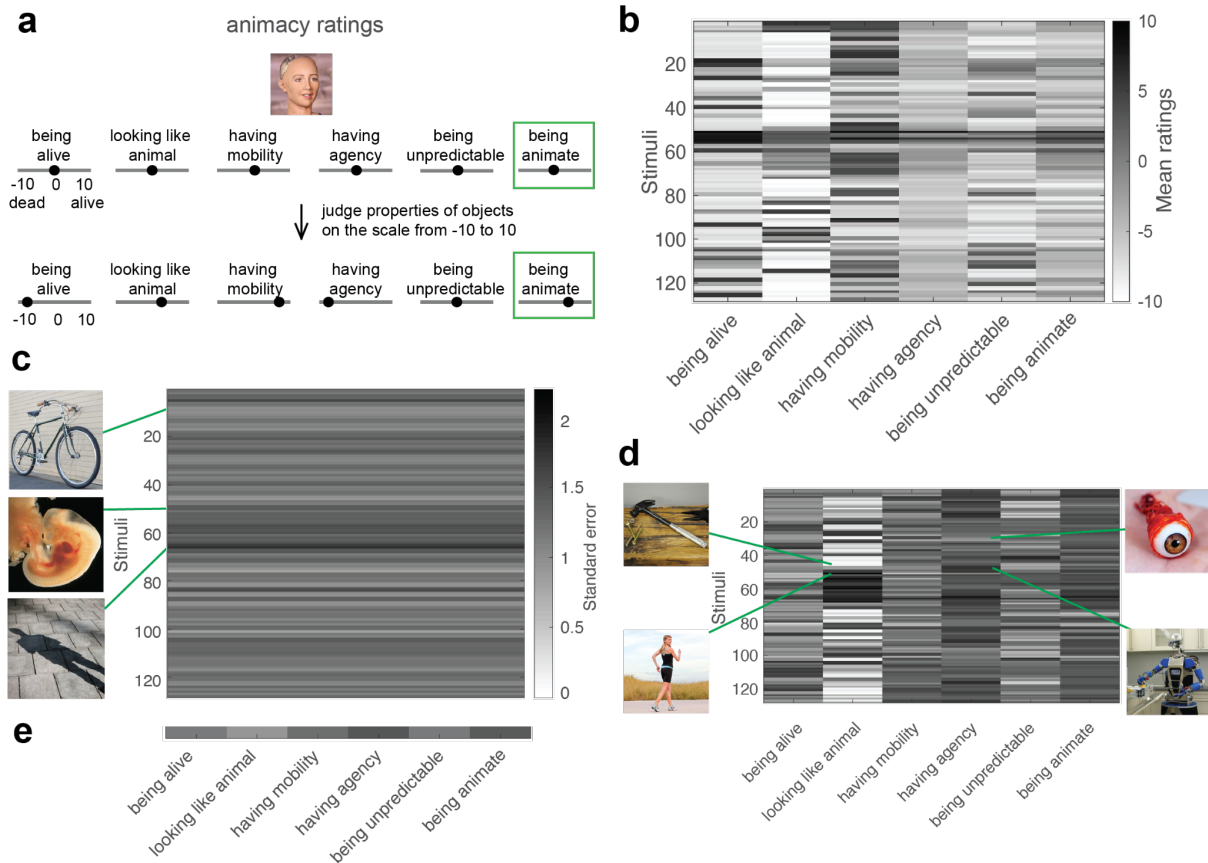 a
animacy ratings
being
alive
looking like
animal
having
mobility
having
agency
being
unpredictable
being
animate
-10 0 10
dead alive
judge properties of objects
on the scale from -10 to 10
being
alive
looking like
animal
having
mobility
having
agency
being
unpredictable
being
animate
-10 0 10
b
Stimuli
20
40
60
80
100
120
10
5
0
-5
-10
Mean ratings
being alive
looking like animal
having mobility
having agency
being unpredictable
being animate
c
Stimuli
20
40
60
80
100
120
2
1.5
1
0.5
0
Standard error
d
Stimuli
20
40
60
80
100
120
being alive
looking like animal
having mobility
having agency
being unpredictable
being animate
e
being alive
looking like animal
having mobility
having agency
being unpredictable
being animate